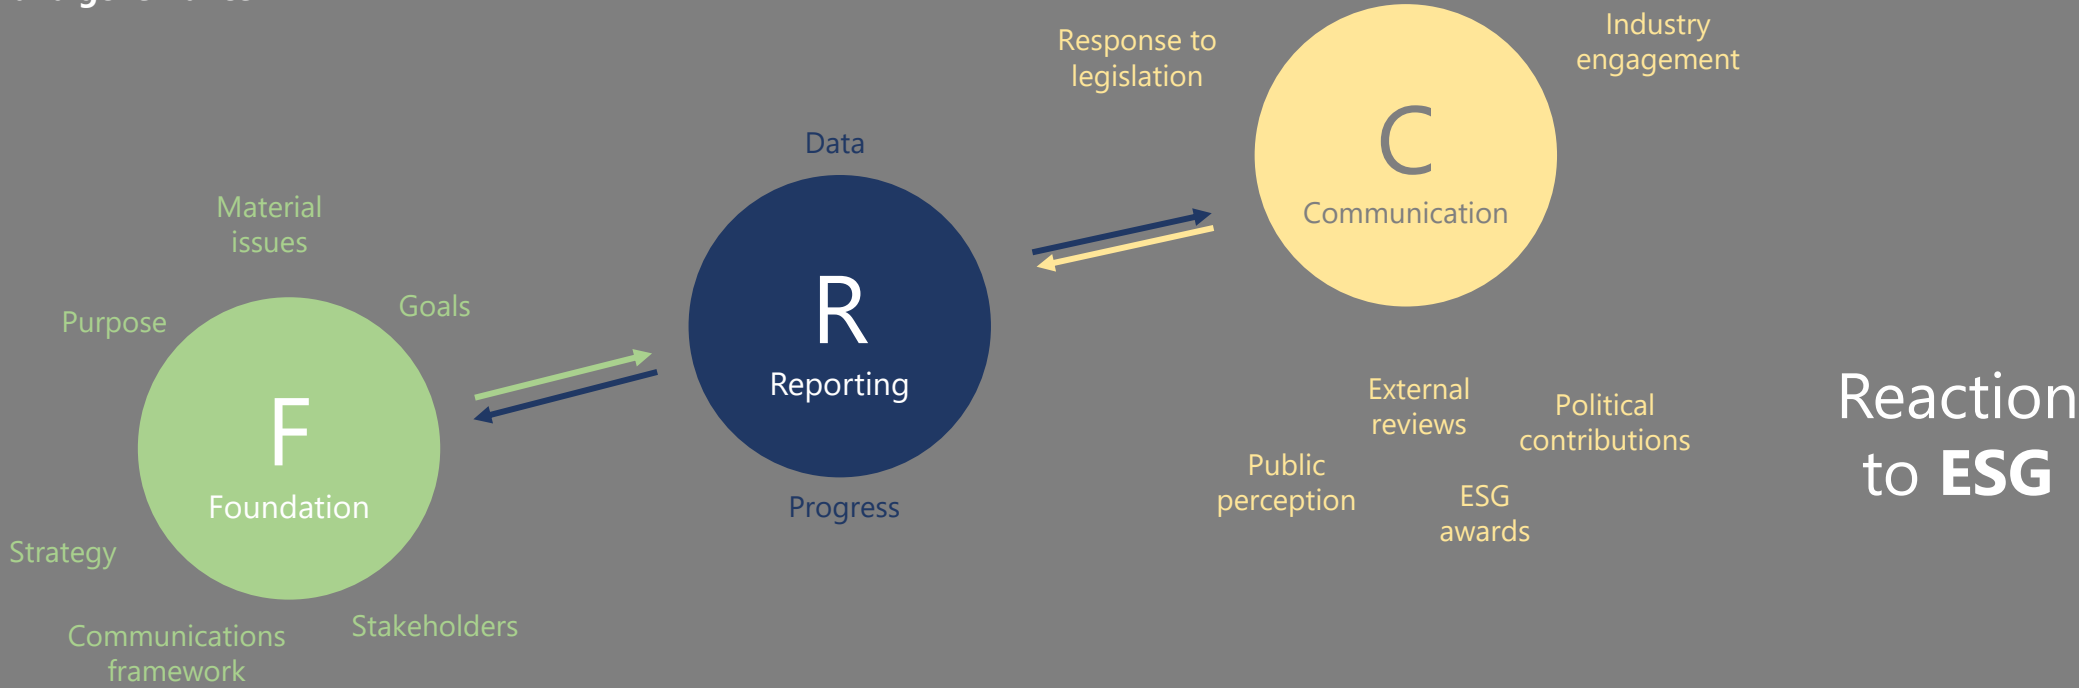 Material
issues
Purpose
Goals
F
Foundation
Strategy
Communications
framework
Stakeholders
Data
R
Reporting
Progress
Response to
legislation
Industry
engagement
C
Communication
External
reviews
Political
contributions
Public
perception
ESG
awards
Reaction
to ESG